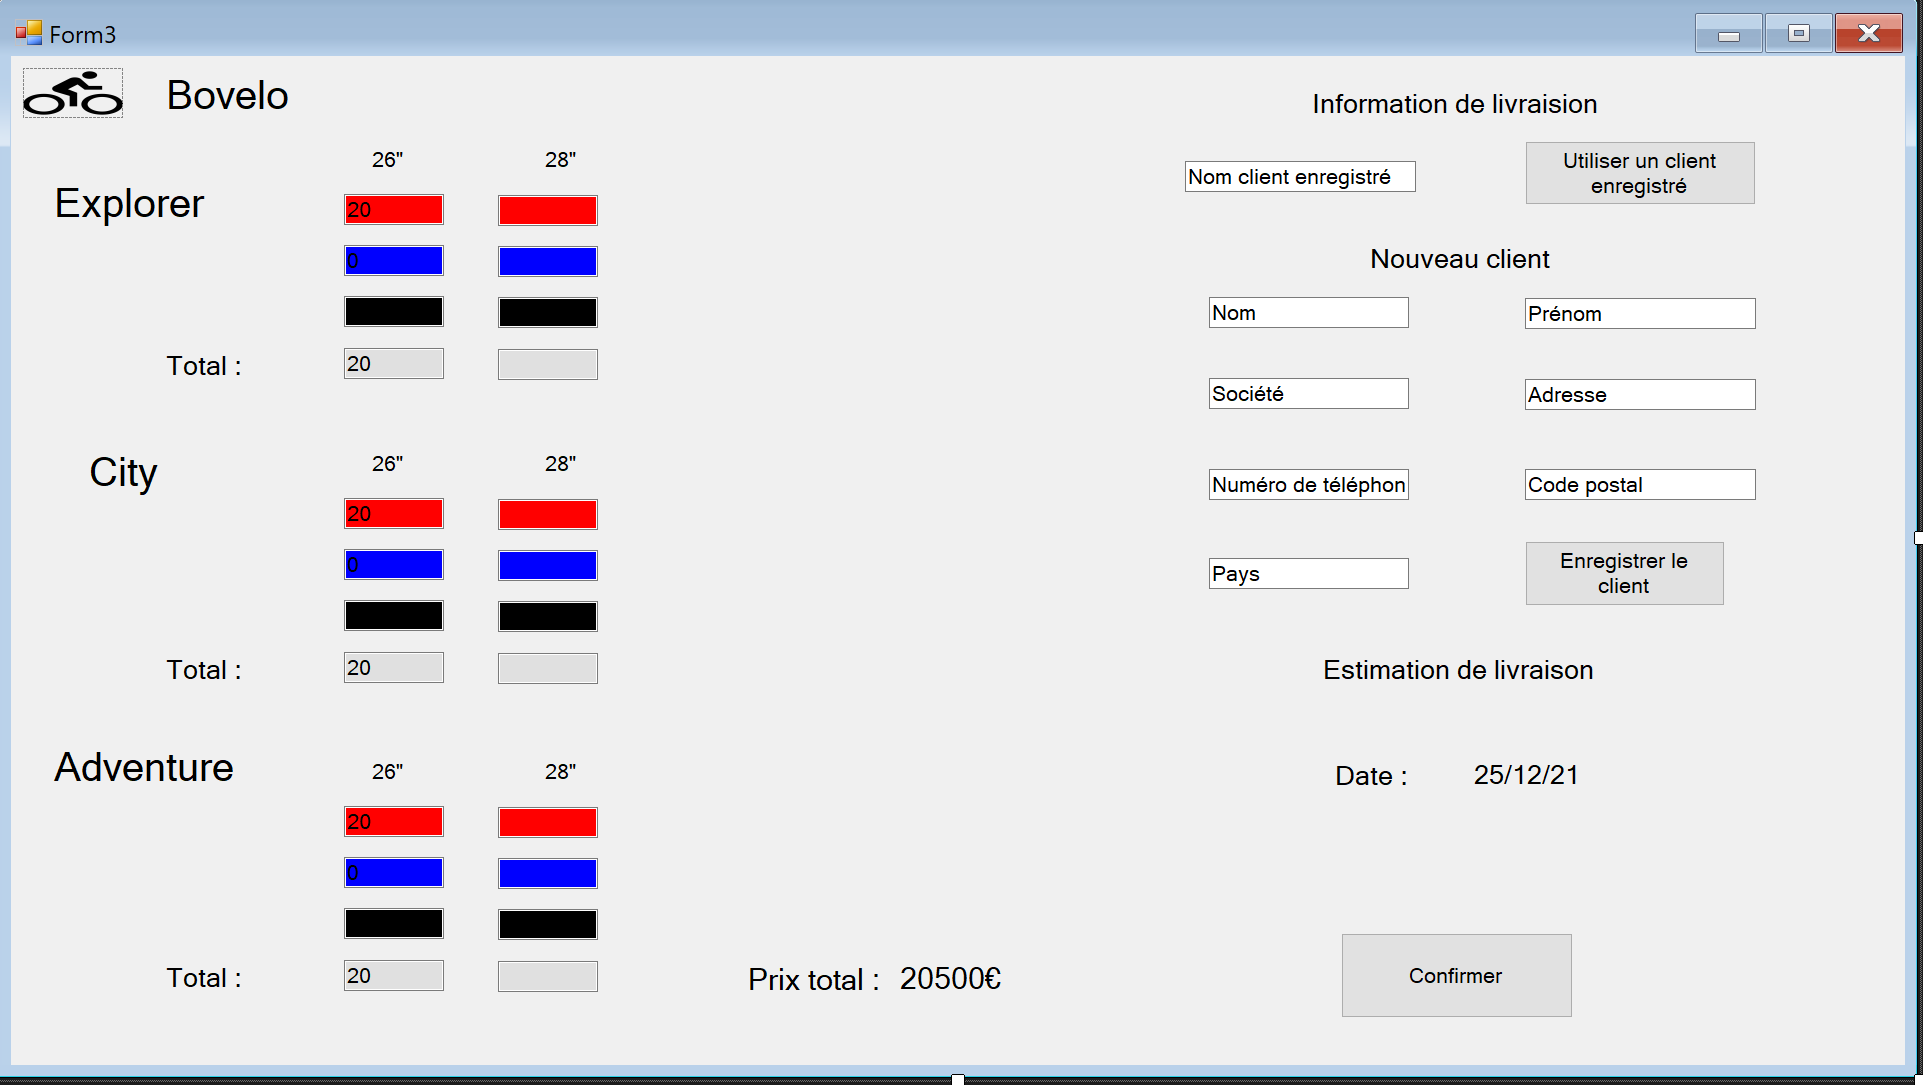 Form3
Bovelo
26" 28"
Explorer
20
0
Total : 20
City
26" 28"
20
0
Total : 20
Adventure
26" 28"
20
0
Total : 20
Prix total : 20500€
Information de livraision
Nom client enregistré
Utiliser un client
enregistré
Nouveau client
Nom Prénom
Société Adresse
Numéro de téléphon Code postal
Pays
Enregistrer le
client
Estimation de livraison
Date : 25/12/21
Confirmer